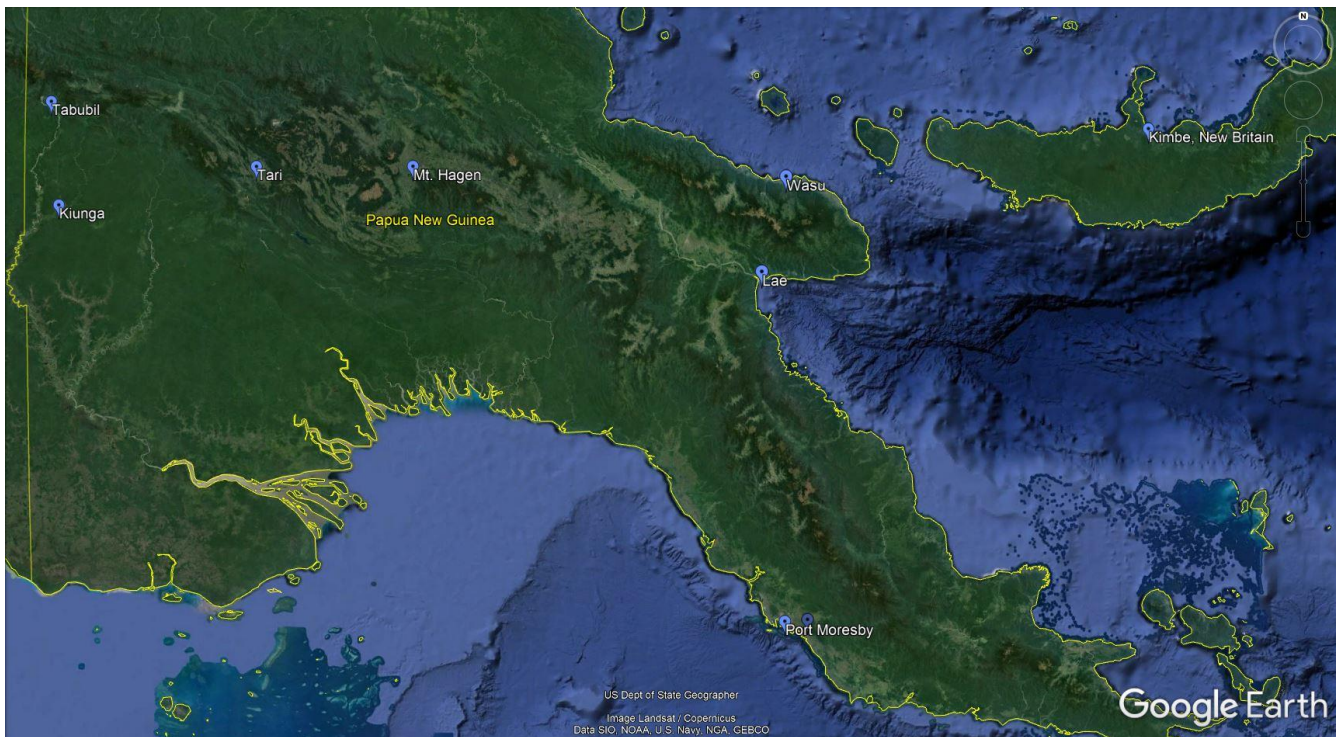 N
Tabubil
Kimbe, New Britain
Tari
Mt. Hagen
Wasu
Kiunga
Papua New Guinea
Lae
Port Moresby
US Dept of State Geographer
Image Landsat / Copernicus
Data SIO, NOAA, U.S. Navy, NGA, GEBCO
Google Earth